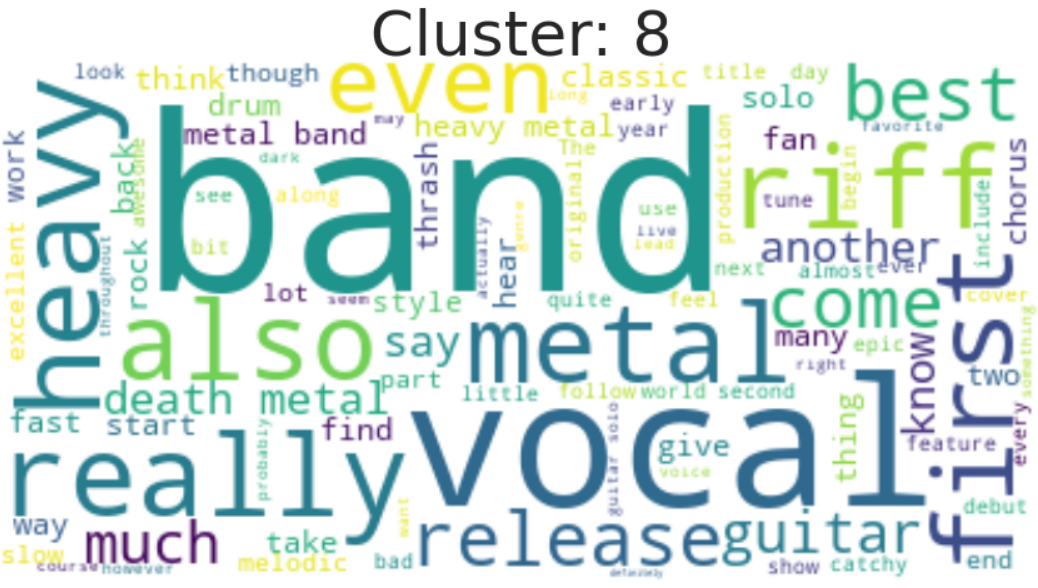 Cluster: 8
look
think
though
even
long
classic
title
day
best
drum
may
early
solo
favorite
metal band
heavy metal
year
fan
The
work
heavy
back
awesome
dark
band
thrash
original
production
riff
tune
begin
chorus
see
along
use
live
lead
include
excellent
throughout
rock
bit
actually
genre
hear
another
next
almost
ever
first
lot
seem
style
quite
feel
come
cover
also
say
metal
many
epic
right
know
something
two
part
little
follow
world
second
death metal
fast
start
find
vocal
guitar solo
give
voice
thing
feature
every
really
probably
want
debut
way
much
take
release
guitar
slow
course
however
melodic
bad
definitely
show
catchy
end